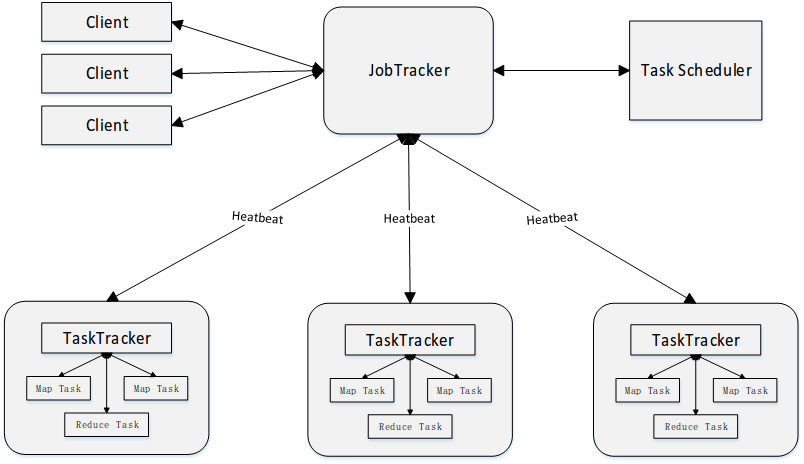 Client
Client
Client
JobTracker
Task Scheduler
Heatbeat
Heatbeat
Heatbeat
TaskTracker
Map Task
Map Task
Reduce Task
TaskTracker
Map Task
Map Task
Reduce Task
TaskTracker
Map Task
Map Task
Reduce Task